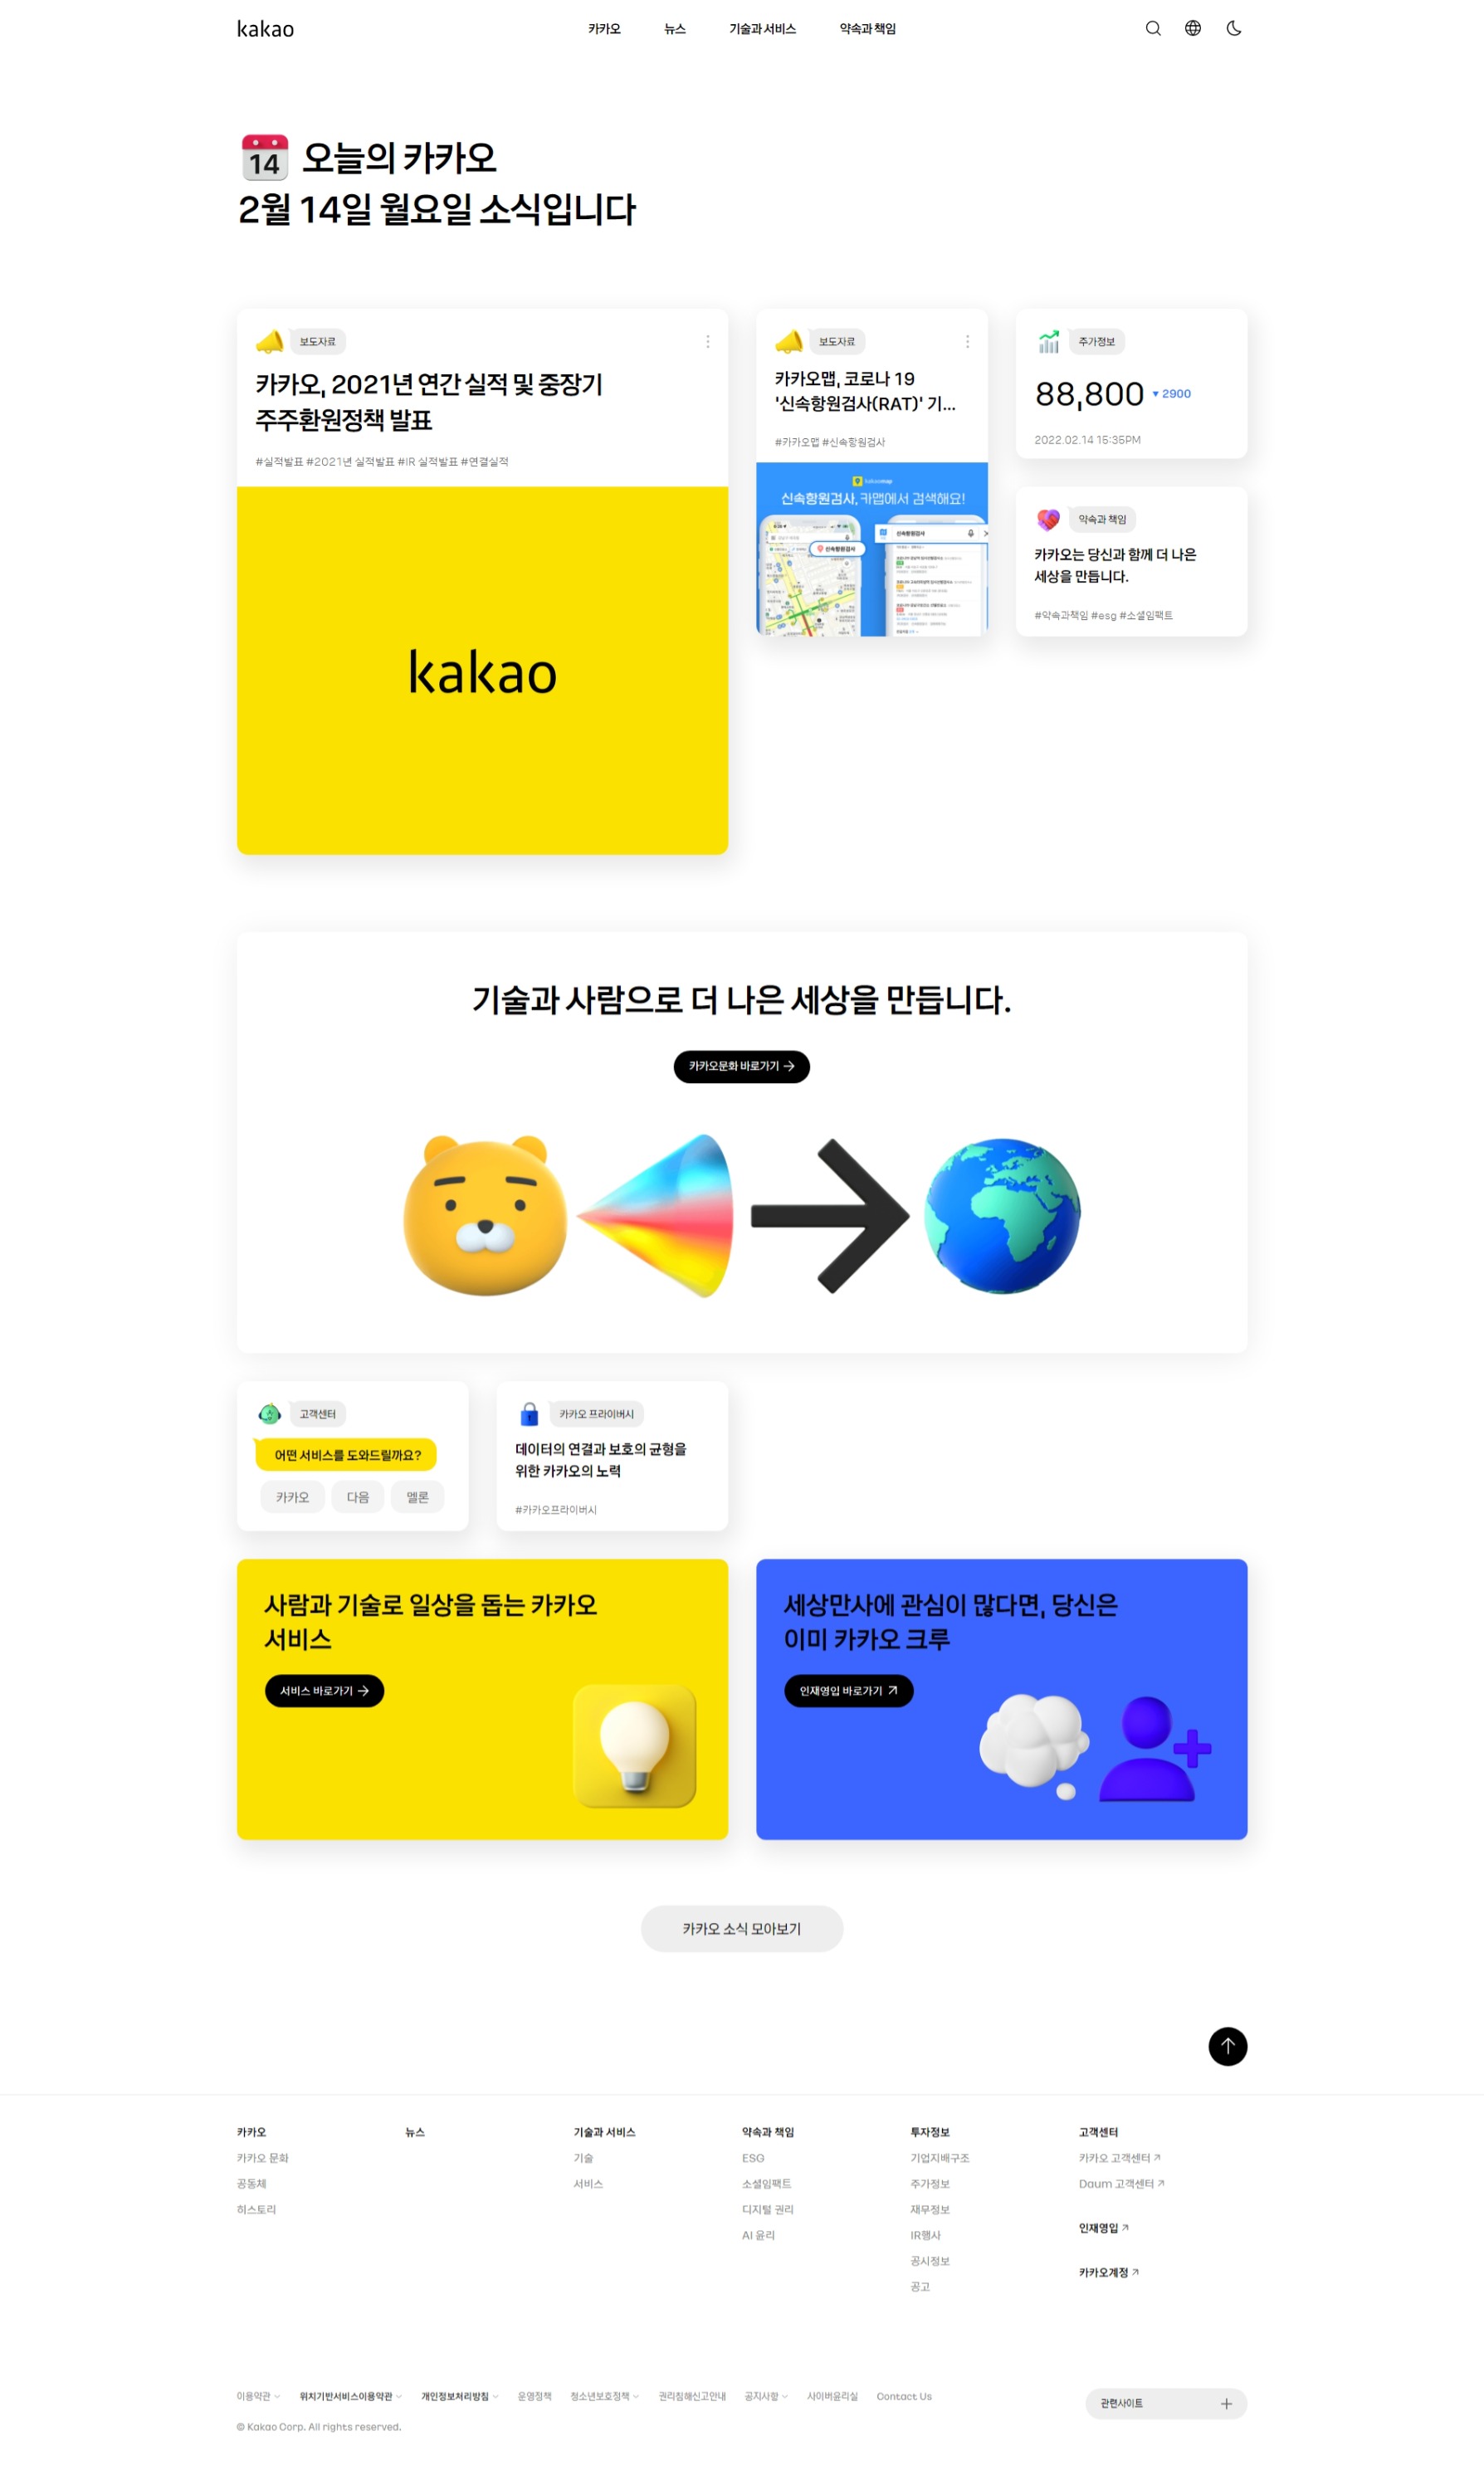 kakao
카카오
뉴스
기술과 서비스
약속과 책임
14
오늘의 카카오
2월 14일 월요일 소식입니다
보도자료
카카오, 2021년 연간 실적 및 중장기
주주환원정책 발표
#실적발표 #2021년 실적발표 #IR 실적발표 #연결실적
kakao
보도자료
카카오맵, 코로나 19
'신속항원검사(RAT)' 기...
#카카오맵 #신속항원검사
kakaomap
신속항원검사, 카맵에서 검색해요!
신속항원검사
신속항원검사
주가정보
88,800 ▼ 2900
2022.02.14 15:35PM
약속과 책임
카카오는 당신과 함께 더 나은
세상을 만듭니다.
#약속과책임 #esg #소셜임팩트
기술과 사람으로 더 나은 세상을 만듭니다.
카카오문화 바로가기
고객센터
어떤 서비스를 도와드릴까요?
카카오
다음
멜론
카카오 프라이버시
데이터의 연결과 보호의 균형을
위한 카카오의 노력
#카카오프라이버시
사람과 기술로 일상을 돕는 카카오
서비스
서비스 바로가기
세상만사에 관심이 많다면, 당신은
이미 카카오 크루
인재영입 바로가기
카카오 소식 모아보기
카카오
카카오 문화
공동체
히스토리
뉴스
기술과 서비스
기술
서비스
약속과 책임
ESG
소셜임팩트
디지털 권리
AI 윤리
투자정보
기업지배구조
주가정보
재무정보
IR행사
공시정보
공고
고객센터
카카오 고객센터
Daum 고객센터
인재영입
카카오계정
이용약관
위치기반서비스이용약관
개인정보처리방침
운영정책
청소년보호정책
권리침해신고안내
공지사항
사이버윤리실
Contact Us
관련사이트
© Kakao Corp. All rights reserved.